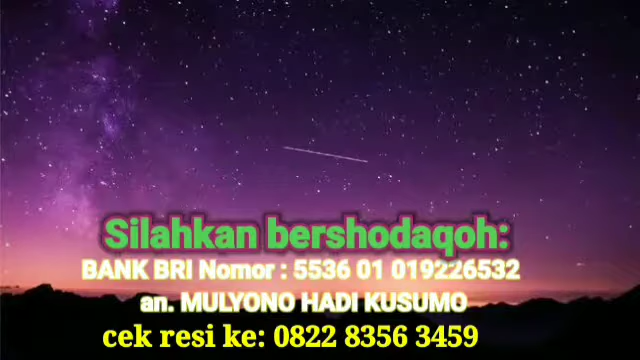 Silahkan bershodaqoh:
BANK BRI Nomor : 5536 01 019226532
an. MULYONO HADI KUSUMO
cek resi ke: 0822 8356 3459